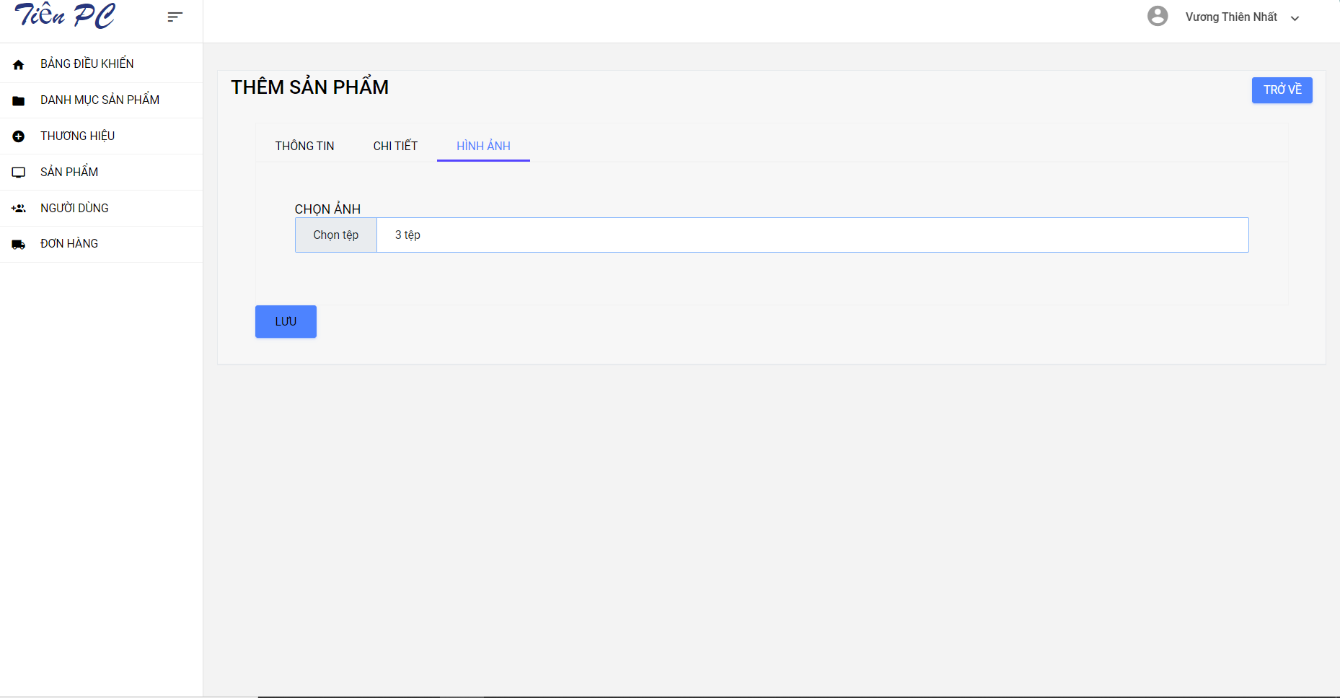 Tiên PC
Vương Thiên Nhất
BẢNG ĐIỀU KHIỂN
DANH MỤC SẢN PHẨM
THƯƠNG HIỆU
SẢN PHẨM
NGƯỜI DÙNG
ĐƠN HÀNG
THÊM SẢN PHẨM
TRỞ VỀ
THÔNG TIN CHI TIẾT HÌNH ẢNH
CHỌN ẢNH
Chọn tệp 3 tệp
LƯU